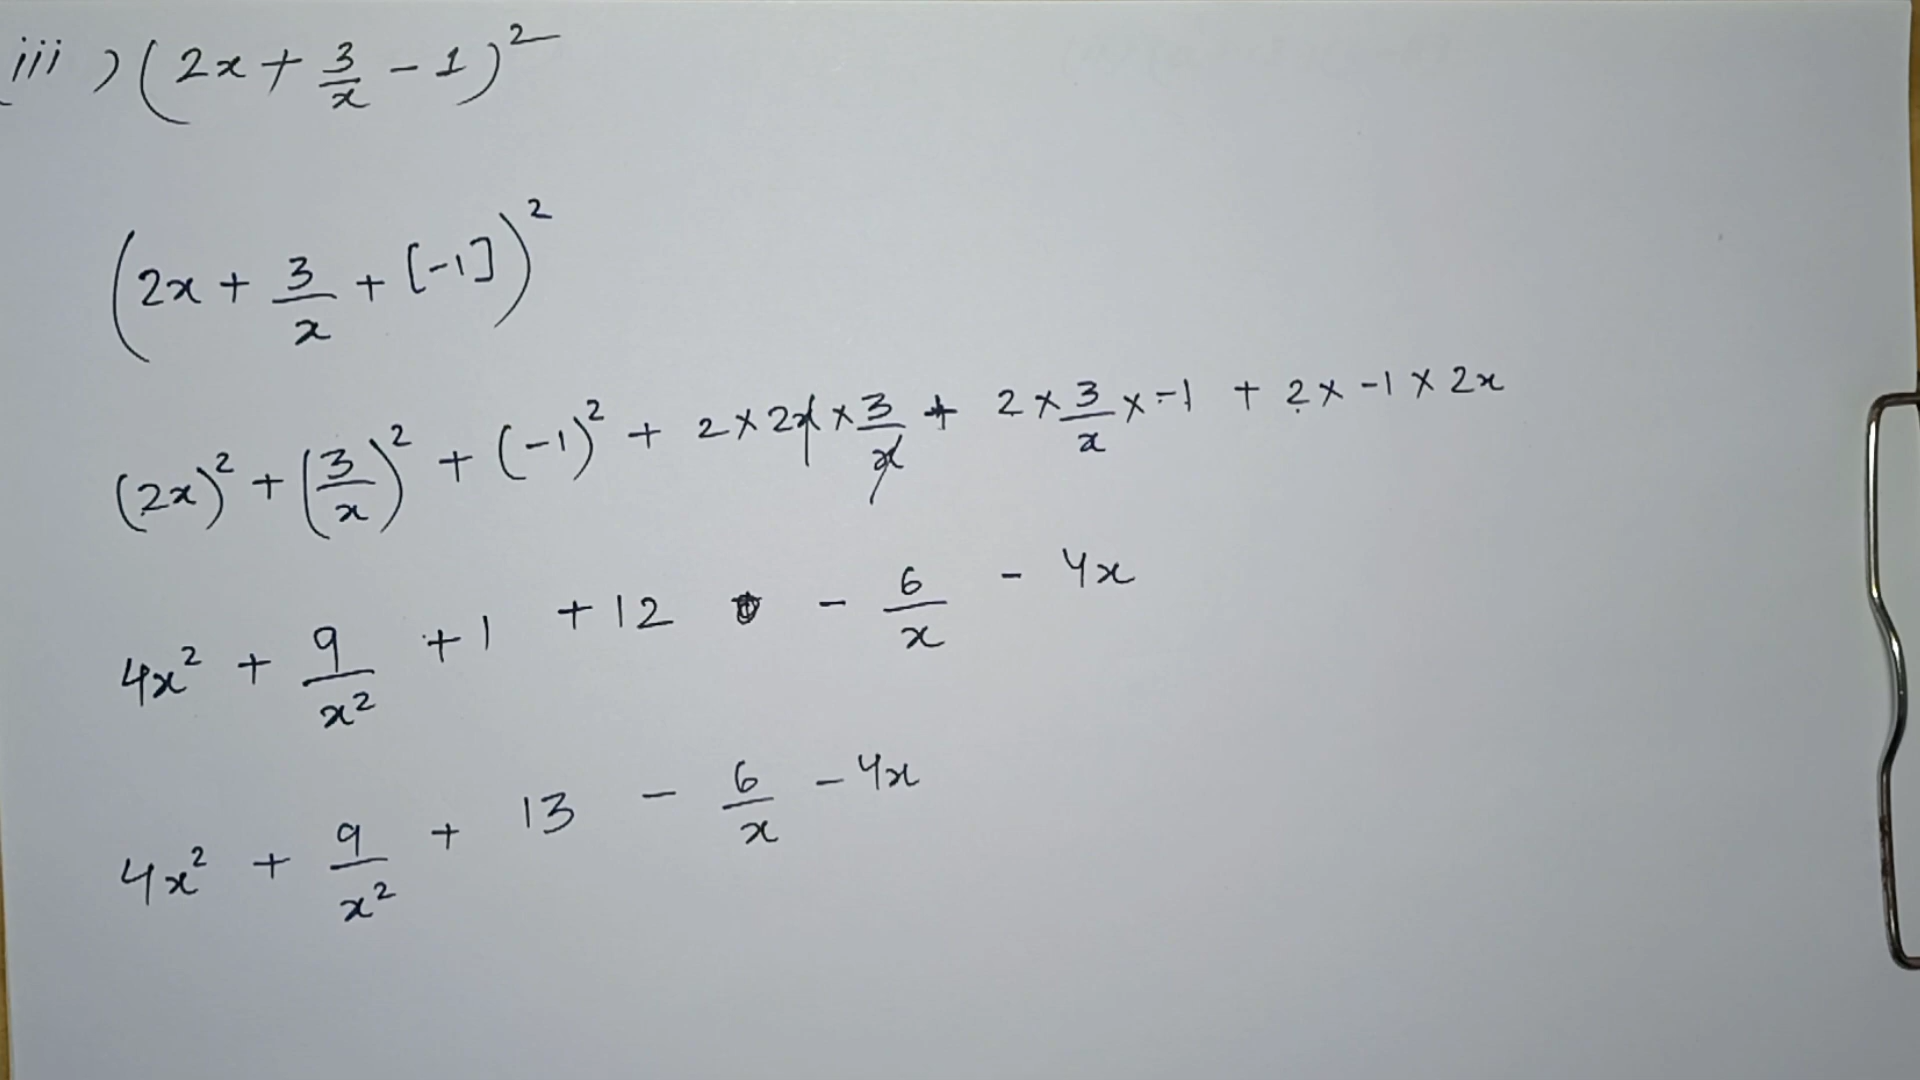 iii) (2x + 3/x - 1)²
(2x + 3/x + [-1])²
(2x)² + (3/x)² + (-1)² + 2 × 2x × 3/x + 2 × 3/x × -1 + 2 × -1 × 2x
4x² + 9/x² + 1 + 12 - 6/x - 4x
4x² + 9/x² + 13 - 6/x - 4x